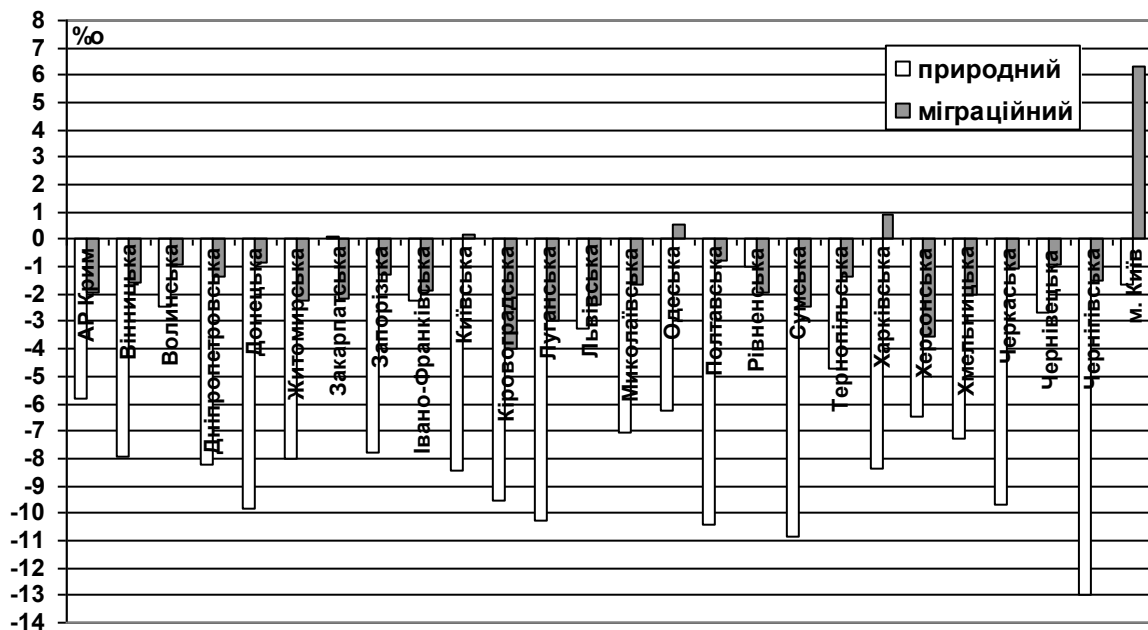 8
7
6
5
4
3
2
1
0
-1
-2
-3
-4
-5
-6
-7
-8
-9
-10
-11
-12
-13
-14
%о
природний
міграційний
АР Крим
Вінницька
Волинська
Дніпропетровська
Донецька
Житомирська
Закарпатська
Запорізька
Івано-Франківська
Київська
Кіровоградська
Луганська
Львівська
Миколаївська
Одеська
Полтавська
Рівненська
Сумська
Тернопільська
Харківська
Херсонська
Хмельницька
Черкаська
Чернівецька
Чернігівська
м. Київ